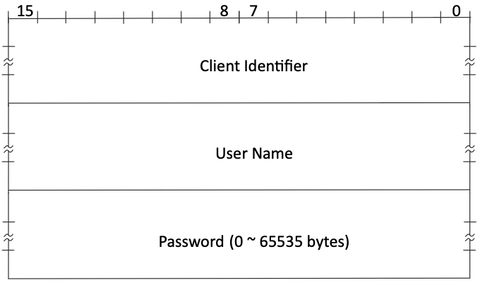 15 8 7 0
Client Identifier
User Name
Password (0 ~ 65535 bytes)